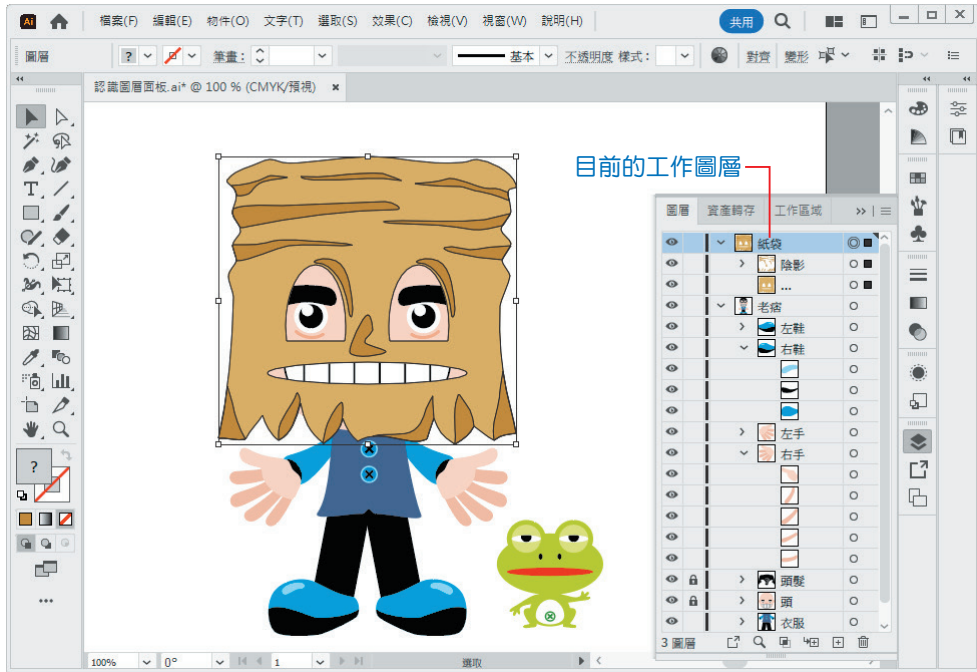 Ai 檔案(F) 編輯(E) 物件(O) 文字(T) 選取(S) 效果(C) 檢視(V) 視窗(W) 說明(H) 共用
圖層 ? 筆畫: 基本 不透明度 樣式: 對齊 變形
認識圖層面板.ai* @ 100 % (CMYK/預視) ×
目前的工作圖層
圖層 資產轉存 工作區域
紙袋
陰影
...
老痞
左鞋
右鞋
左手
右手
頭髮
頭
衣服
3 圖層
?
100% 0° 1 選取